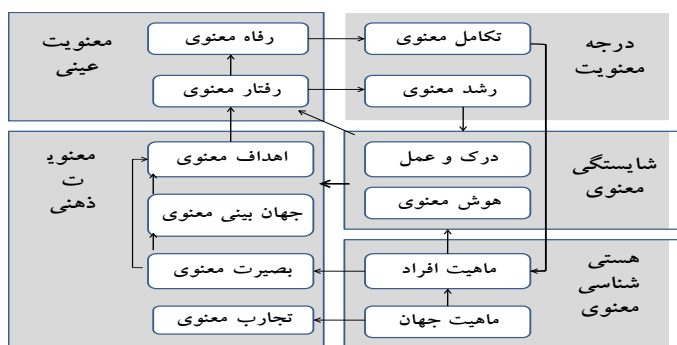 درجه
معنویت
تکامل معنوی
رشد معنوی
معنویت
عینی
رفاه معنوی
رفتار معنوی
شایستگی
معنوی
درک و عمل
هوش معنوی
معنوی
ت
ذهنی
اهداف معنوی
جهان بینی معنوی
بصیرت معنوی
تجارب معنوی
هستی
شناسی
معنوی
ماهیت افراد
ماهیت جهان